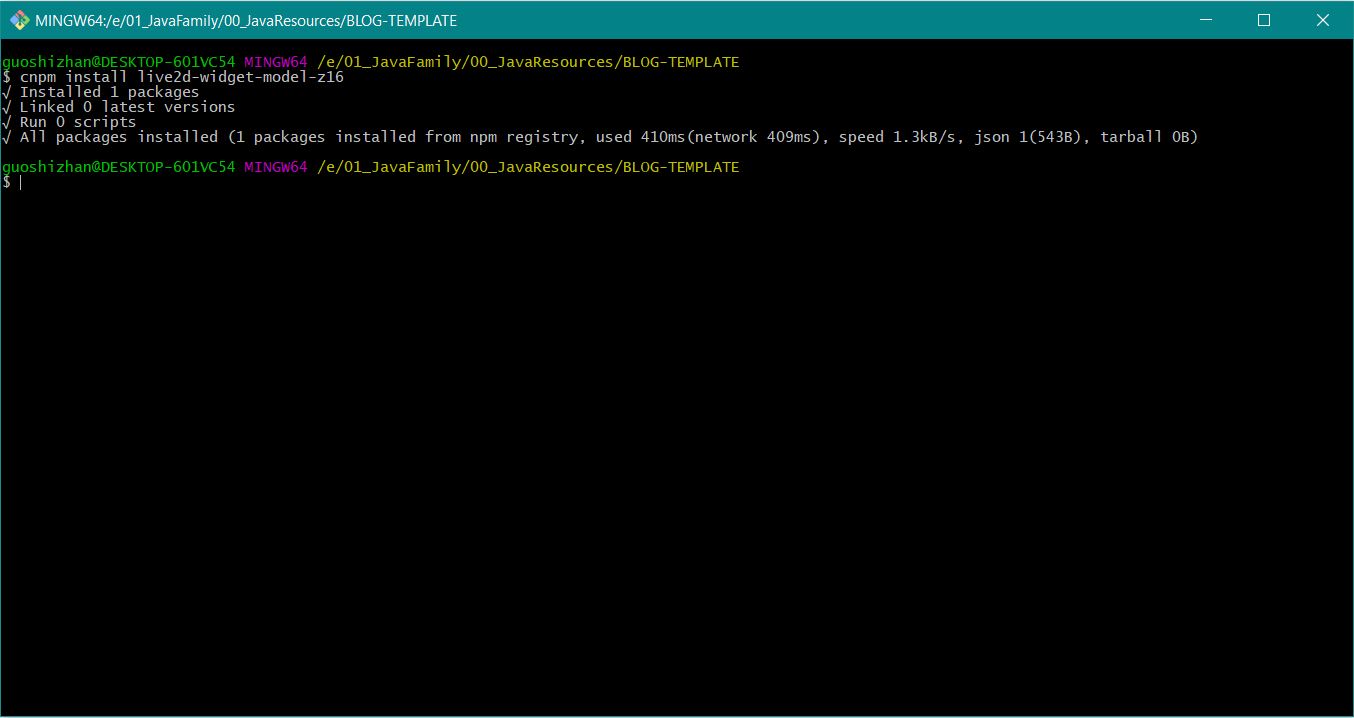 MINGW64:/e/01_JavaFamily/00_JavaResources/BLOG-TEMPLATE
guoshizhan@DESKTOP-601VC54 MINGW64 /e/01_JavaFamily/00_JavaResources/BLOG-TEMPLATE
$ cnpm install live2d-widget-model-z16
√ Installed 1 packages
√ Linked 0 latest versions
√ Run 0 scripts
√ All packages installed (1 packages installed from npm registry, used 410ms(network 409ms), speed 1.3kB/s, json 1(543B), tarball 0B)
guoshizhan@DESKTOP-601VC54 MINGW64 /e/01_JavaFamily/00_JavaResources/BLOG-TEMPLATE
$